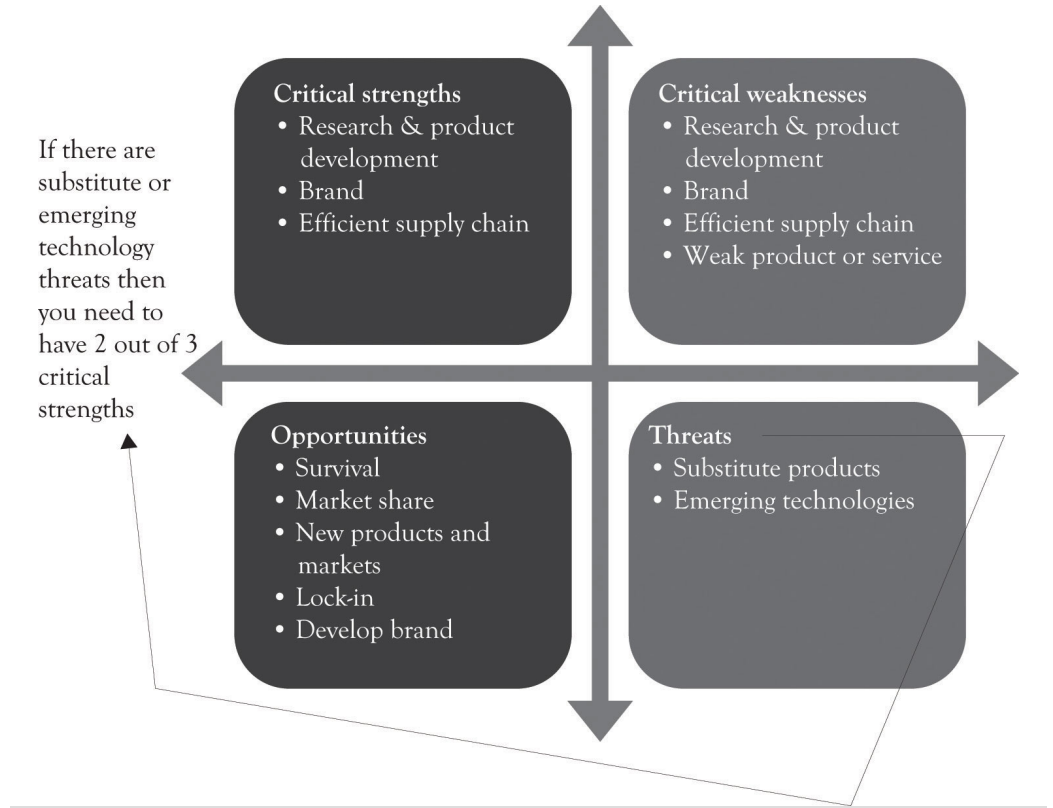 If there are
substitute or
emerging
technology
threats then
you need to
have 2 out of 3
critical
strengths
Critical strengths
• Research & product
development
• Brand
• Efficient supply chain
Critical weaknesses
• Research & product
development
• Brand
• Efficient supply chain
• Weak product or service
Opportunities
• Survival
• Market share
• New products and
markets
• Lock-in
• Develop brand
Threats
• Substitute products
• Emerging technologies